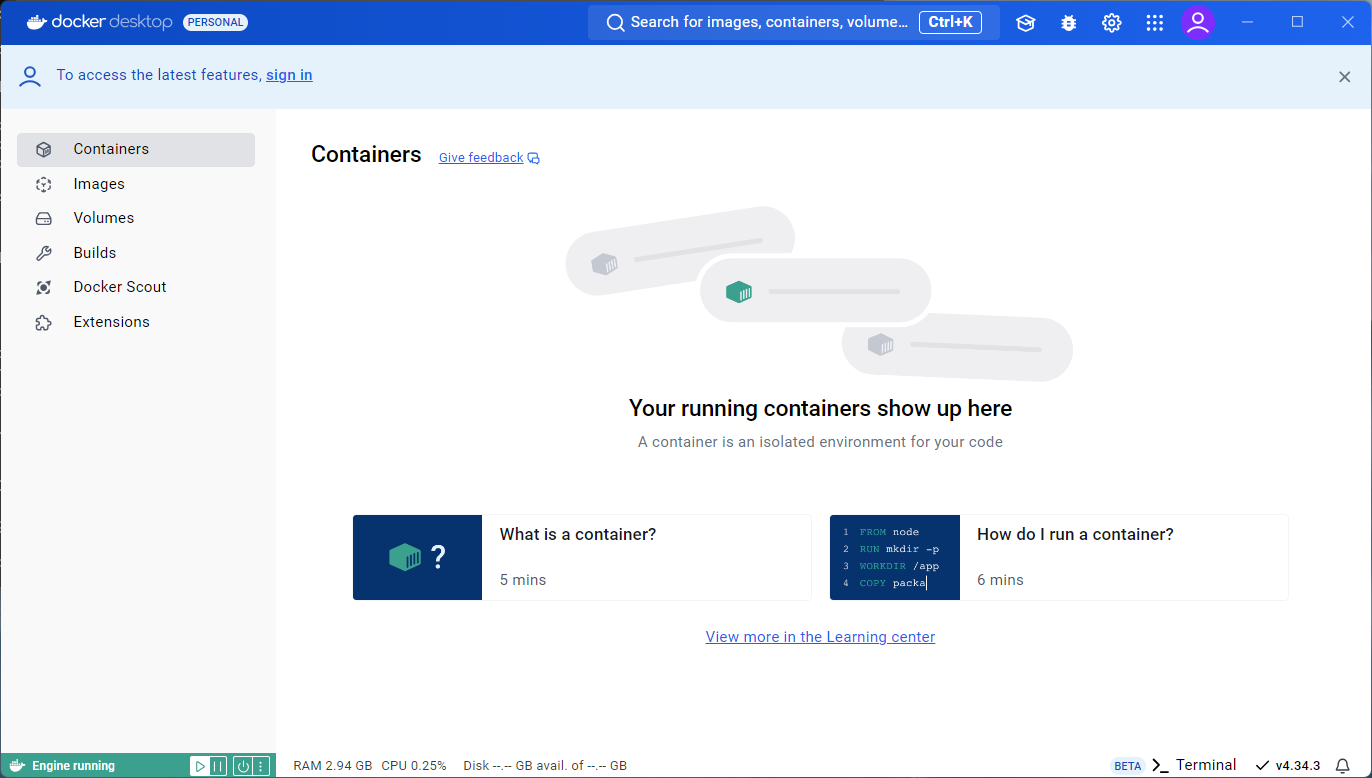 docker desktop PERSONAL
Search for images, containers, volume... Ctrl+K
To access the latest features, sign in
Containers
Images
Volumes
Builds
Docker Scout
Extensions
Containers Give feedback
Your running containers show up here
A container is an isolated environment for your code
?
What is a container?
5 mins
1 FROM node
2 RUN mkdir -p
3 WORKDIR /app
4 COPY packa
How do I run a container?
6 mins
View more in the Learning center
Engine running
RAM 2.94 GB CPU 0.25% Disk --.-- GB avail. of --.-- GB
BETA >_ Terminal v4.34.3